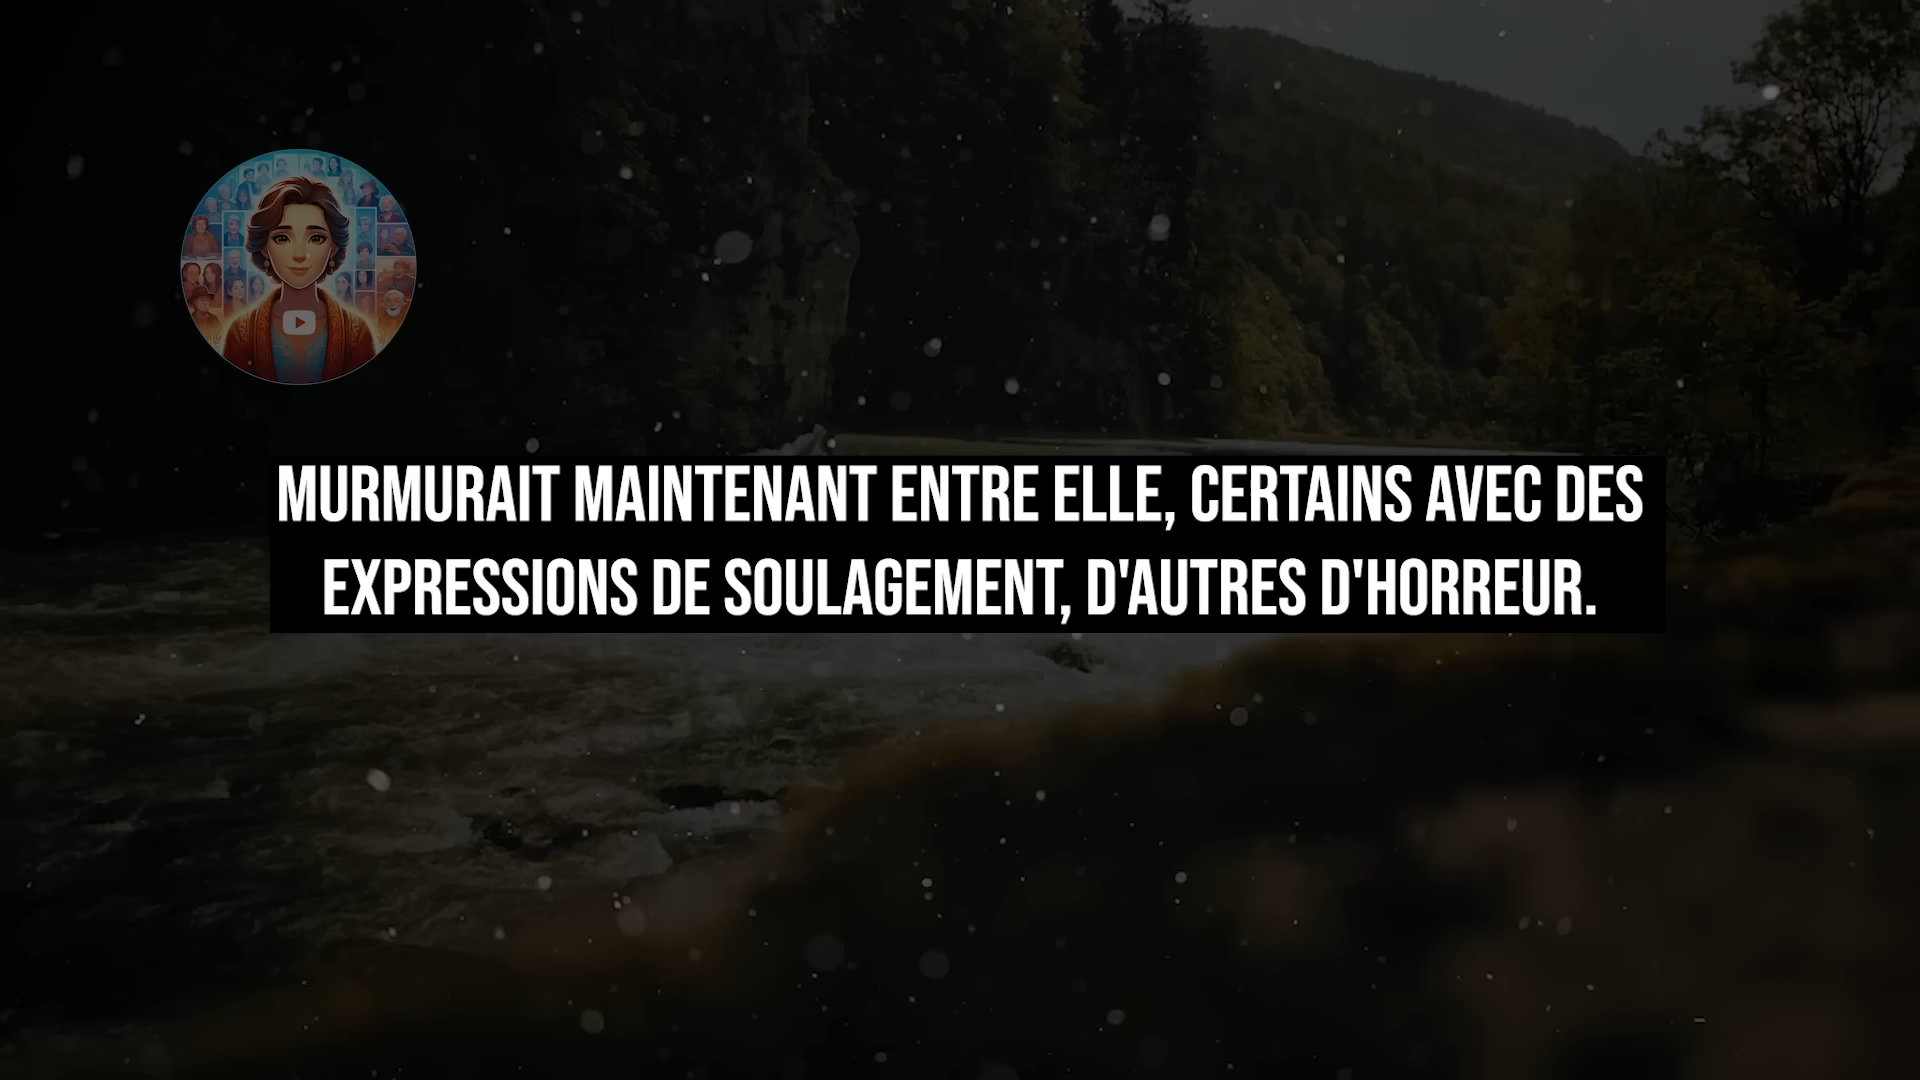 MURMURAIT MAINTENANT ENTRE ELLE, CERTAINS AVEC DES
EXPRESSIONS DE SOULAGEMENT, D'AUTRES D'HORREUR.